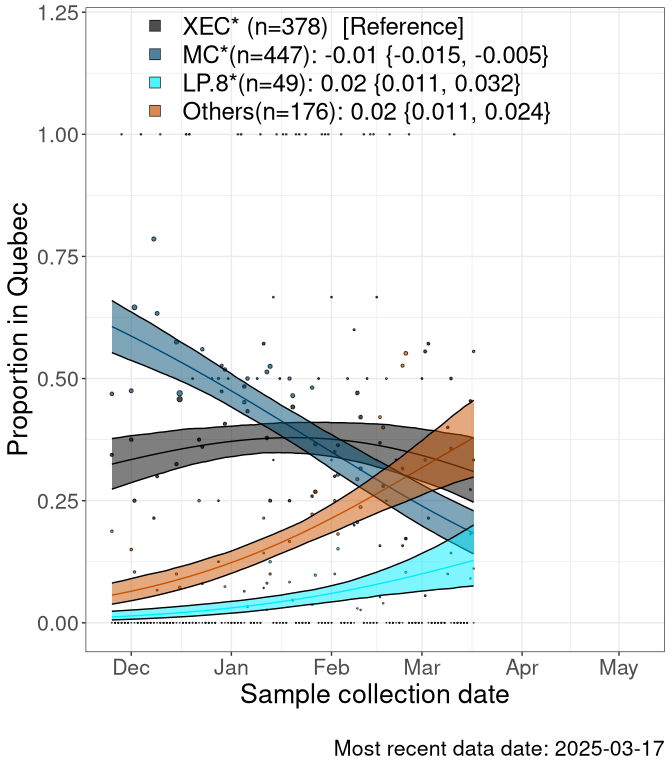 XEC* (n=378) [Reference]
MC*(n=447): -0.01 {-0.015, -0.005}
LP.8*(n=49): 0.02 {0.011, 0.032}
Others(n=176): 0.02 {0.011, 0.024}
1.25
1.00
0.75
0.50
0.25
0.00
Proportion in Quebec
Dec Jan Feb Mar Apr May
Sample collection date
Most recent data date: 2025-03-17